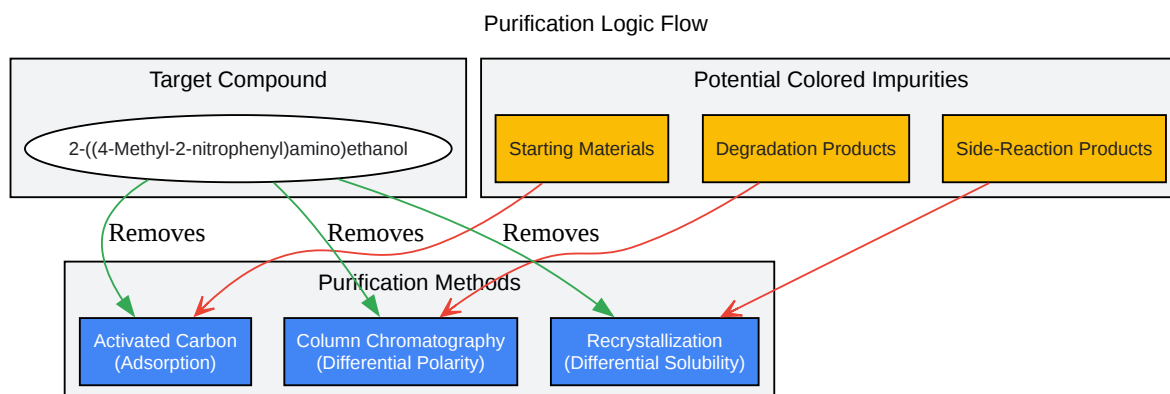 Purification Logic Flow
Target Compound
Potential Colored Impurities
2-((4-Methyl-2-nitrophenyl)amino)ethanol
Starting Materials
Degradation Products
Side-Reaction Products
Removes
Removes
Removes
Purification Methods
Activated Carbon
(Adsorption)
Column Chromatography
(Differential Polarity)
Recrystallization
(Differential Solubility)